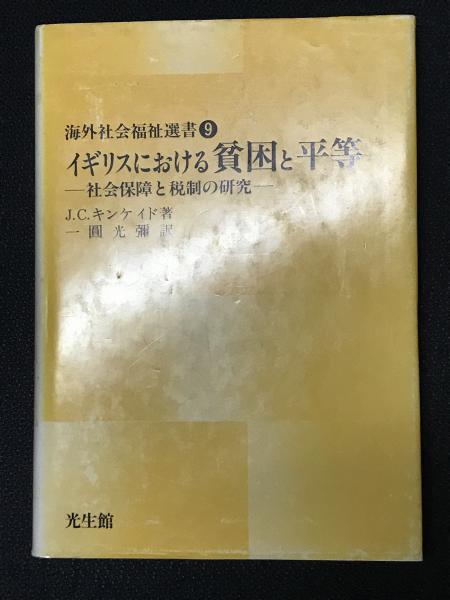 海外社会福祉選書❾
イギリスにおける貧困と平等
―社会保障と税制の研究―
J.C.キンケイド著
一圓光彌訳
光生館